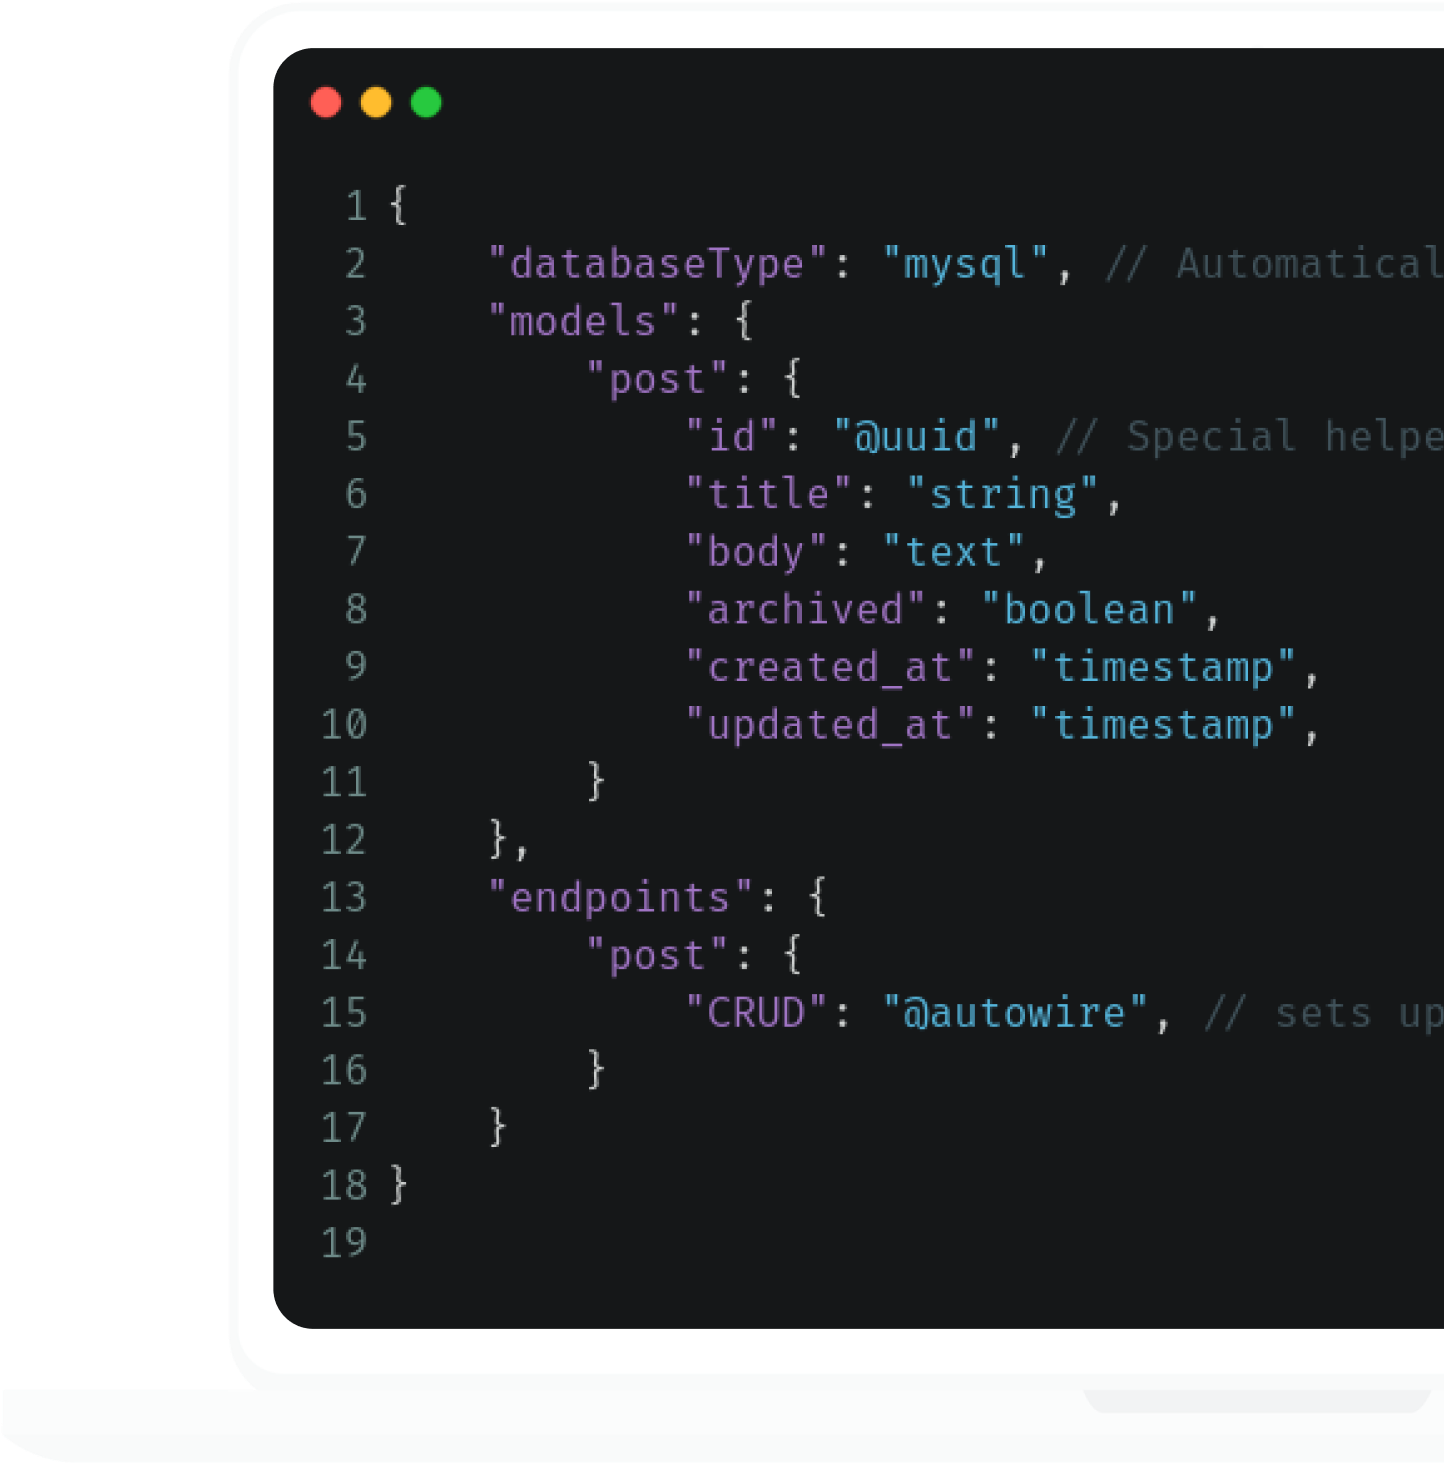 1 {
2     "databaseType": "mysql", // Automatical
3     "models": {
4         "post": {
5             "id": "@uuid", // Special helpe
6             "title": "string",
7             "body": "text",
8             "archived": "boolean",
9             "created_at": "timestamp",
10             "updated_at": "timestamp",
11         }
12     },
13     "endpoints": {
14         "post": {
15             "CRUD": "@autowire", // sets up
16         }
17     }
18 }
19